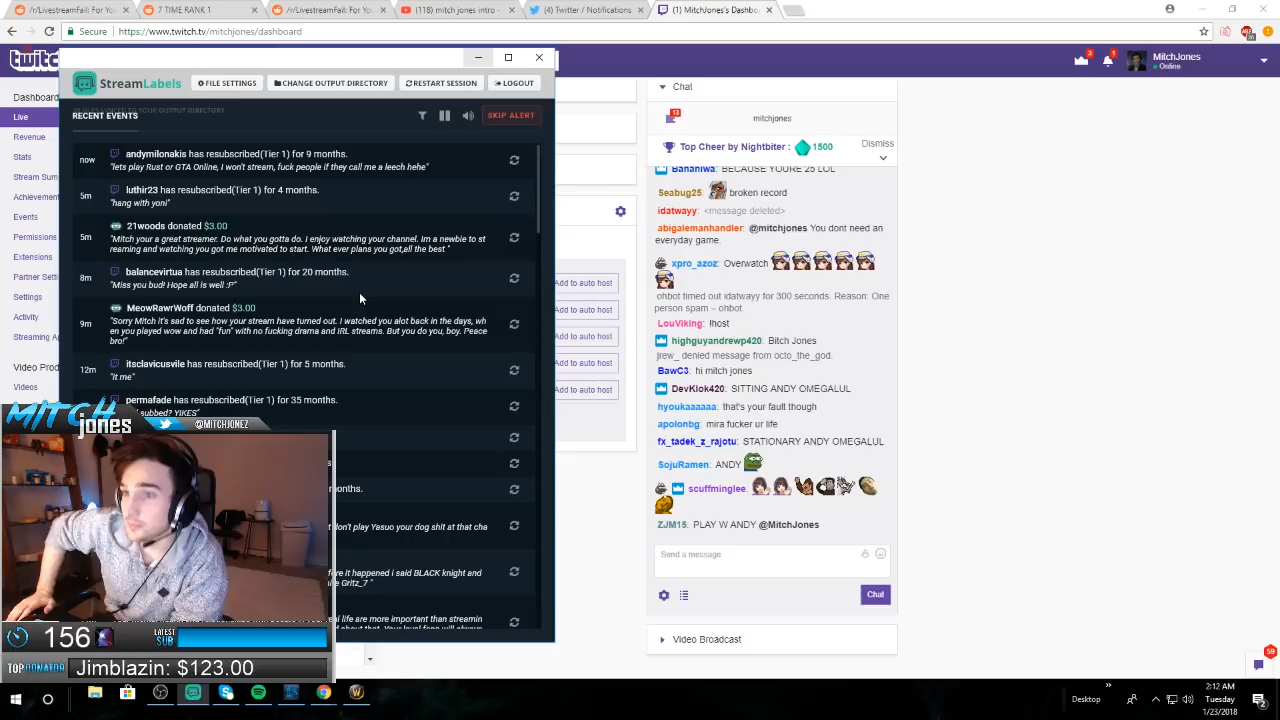 /r/LivestreamFail: For Yo
7 TIME RANK 1
/r/LivestreamFail: For Yo
(118) mitch jones intro -
(4) Twitter / Notifications
(1) MitchJones's Dashbo
Secure
https://www.twitch.tv/mitchjones/dashboard
twitc
3
1
MitchJones
Online
StreamLabels
FILE SETTINGS
CHANGE OUTPUT DIRECTORY
RESTART SESSION
LOGOUT
RECENT EVENTS
SKIP ALERT
now
andymilonakis has resubscribed(Tier 1) for 9 months.
"lets play Rust or GTA Online, I won't stream, fuck people if they call me a leech hehe"
5m
luthir23 has resubscribed(Tier 1) for 4 months.
"hang with yoni"
5m
21woods donated $3.00
"Mitch your a great streamer. Do what you gotta do. I enjoy watching your channel. Im a newbie to st
reaming and watching you got me motivated to start. What ever plans you got,all the best "
8m
balancevirtua has resubscribed(Tier 1) for 20 months.
"Miss you bud! Hope all is well :P"
9m
MeowRawrWoff donated $3.00
"Sorry Mitch it's sad to see how your stream have turned out. I watched you alot back in the days, wh
en you played wow and had "fun" with no fucking drama and IRL streams. But you do you, boy. Peace
bro!"
12m
itsclavicusvile has resubscribed(Tier 1) for 5 months.
"it me"
permafade has resubscribed(Tier 1) for 35 months.
subbed? YIKES"
s.
months.
don't play Yasuo your dog shit at that cha
fore it happened i said BLACK knight and
ke Gritz_7 "
Dashboard
Live
Revenue
Stats
Stream Sum
Achievement
Events
Permissions
Extensions
Partner Setti
Settings
Activity
Streaming
Video Produ
Videos
Add to auto host
Add to auto host
Add to auto host
Add to auto host
Add to auto host
Chat
13
mitchjones
Top Cheer by Nightbiter : 1500
Dismiss
Bananiwa: BECAUSE YOURE 25 LOL
Seabug25: broken record
idatwayy: <message deleted>
abigalemanhandler: @mitchjones You dont need an
everyday game.
xpro_azoz: Overwatch
ohbot timed out idatwayy for 300 seconds. Reason: One
person spam – ohbot
LouViking: !host
highguyandrewp420: Bitch Jones
jrew_ denied message from octo_the_god.
BawC3: hi mitch jones
DevKlok420: SITTING ANDY OMEGALUL
hyoukaaaaaa: that's your fault though
apolonbg: mira fucker ur life
fx_tadek_z_rajotu: STATIONARY ANDY OMEGALUL
SojuRamen: ANDY
scuffminglee:
ZJM15: PLAY W ANDY @MitchJones
Send a message
Chat
Video Broadcast
59
MITCH
jones
@MITCHJONEZ
156
LATEST
SUB
TOP DONATOR
Jimblazin: $123.00
Desktop
2:12 AM
Tuesday
1/23/2018
2